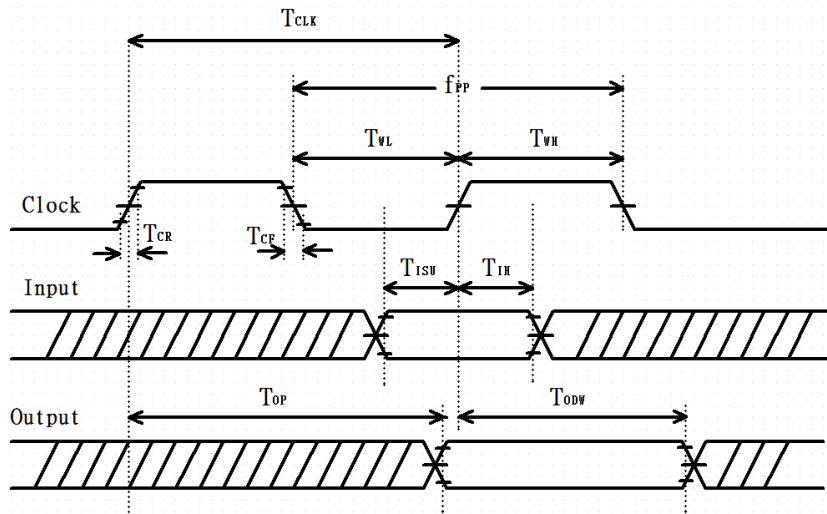 TCLK
fPP
TWL
TWH
Clock
TCR
TCF
TISU
TIH
Input
TOP
TODW
Output